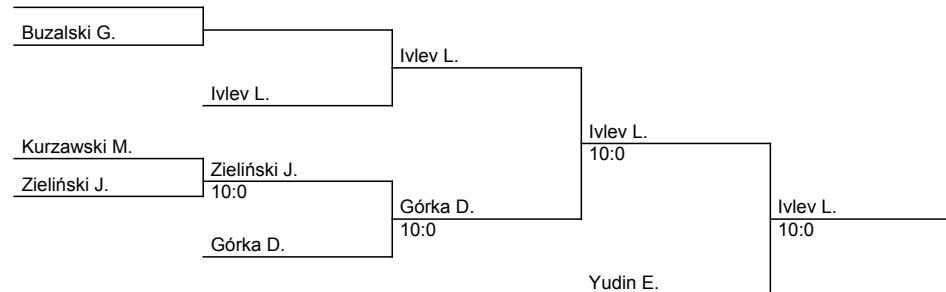 Buzalski G.
Ivlev L.
Ivlev L.
Ivlev L.
10:0
Kurzawski M.
Zieliński J.
Zieliński J.
10:0
Górka D.
10:0
Górka D.
Ivlev L.
10:0
Yudin E.